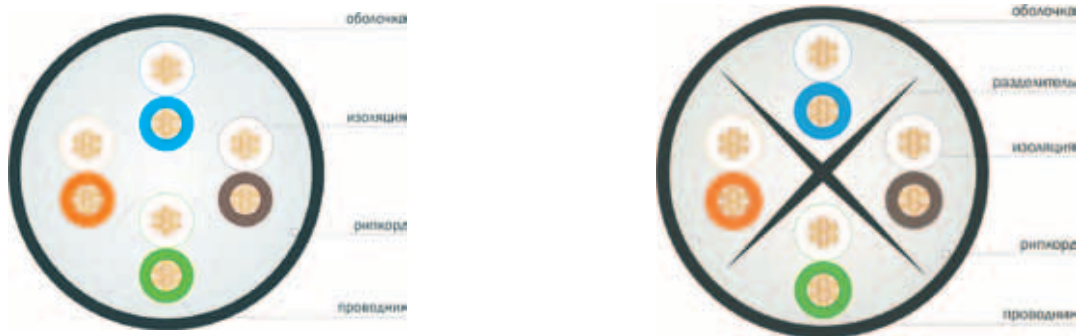 оболочка
изоляция
рипкорд
проводник
оболочка
разделитель
изоляция
рипкорд
проводник